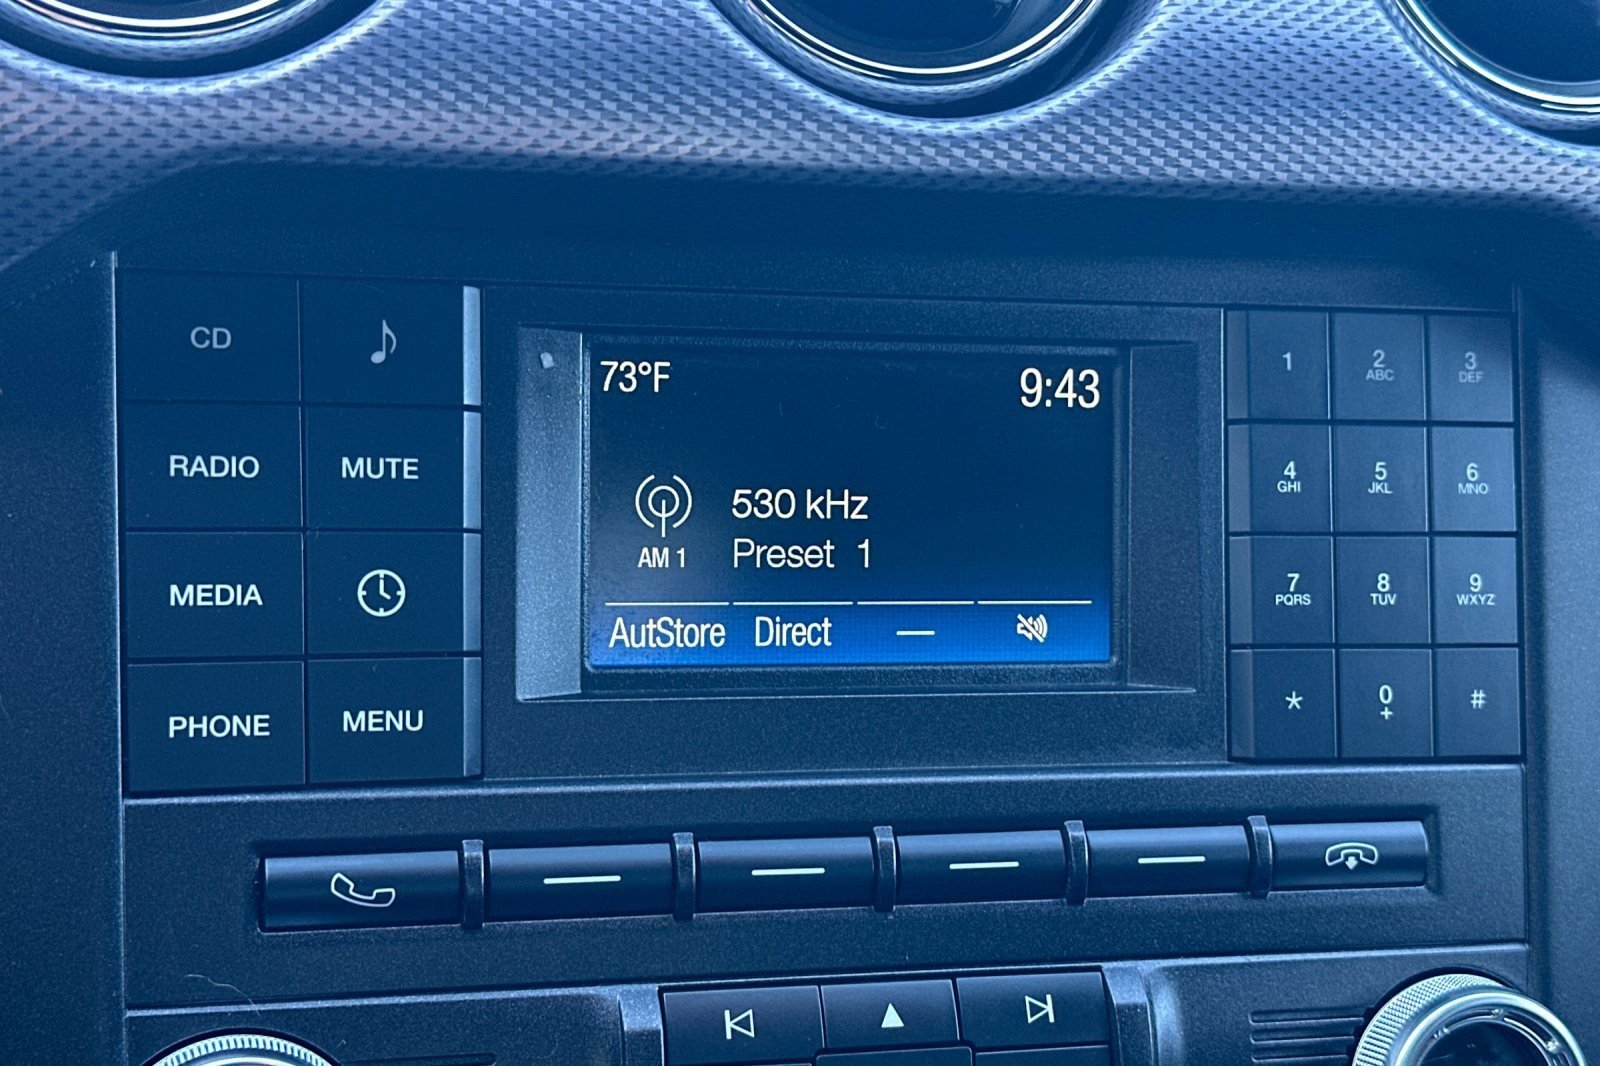 CD
RADIO MUTE
MEDIA
PHONE MENU
73°F 9:43
530 kHz
AM 1 Preset 1
AutStore Direct —
1 2 ABC 3 DEF
4 GHI 5 JKL 6 MNO
7 PQRS 8 TUV 9 WXYZ
* 0 + #